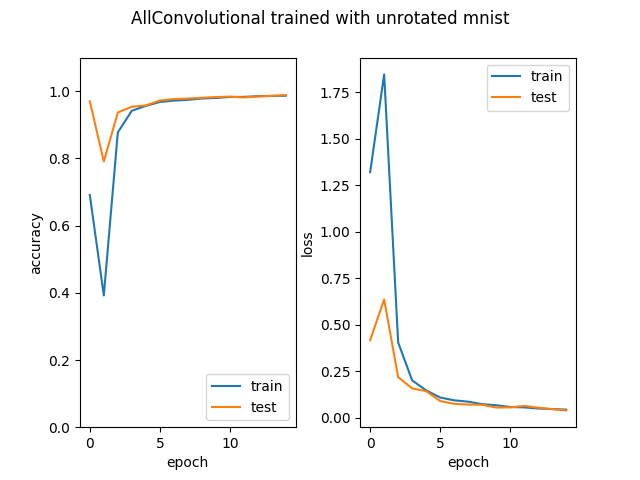 AllConvolutional trained with unrotated mnist
1.0
0.8
0.6
0.4
0.2
0.0
accuracy
0 5 10
epoch
train
test
1.75
1.50
1.25
1.00
0.75
0.50
0.25
0.00
loss
0 5 10
epoch
train
test